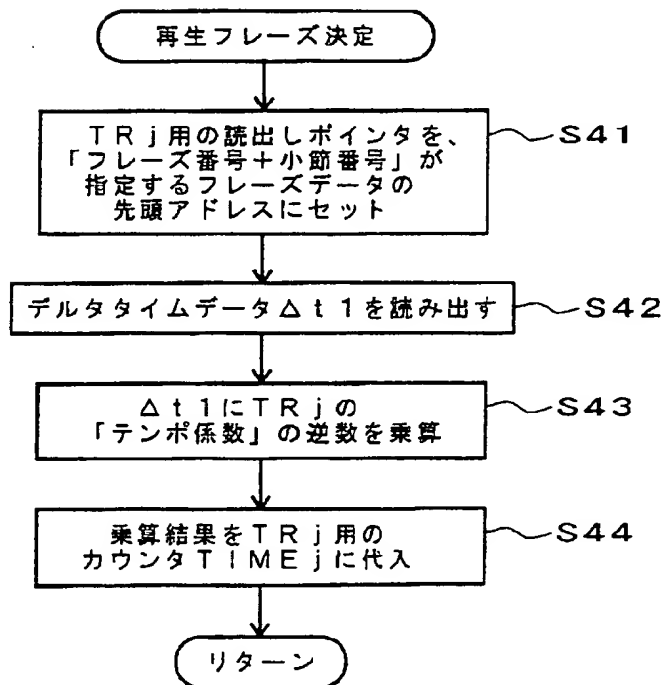 再生フレーズ決定
TRj用の読出しポインタを、
「フレーズ番号+小節番号」が
指定するフレーズデータの
先頭アドレスにセット
S41
デルタタイムデータΔt1を読み出す
S42
Δt1にTRjの
「テンポ係数」の逆数を乗算
S43
乗算結果をTRj用の
カウンタTIMEjに代入
S44
リターン